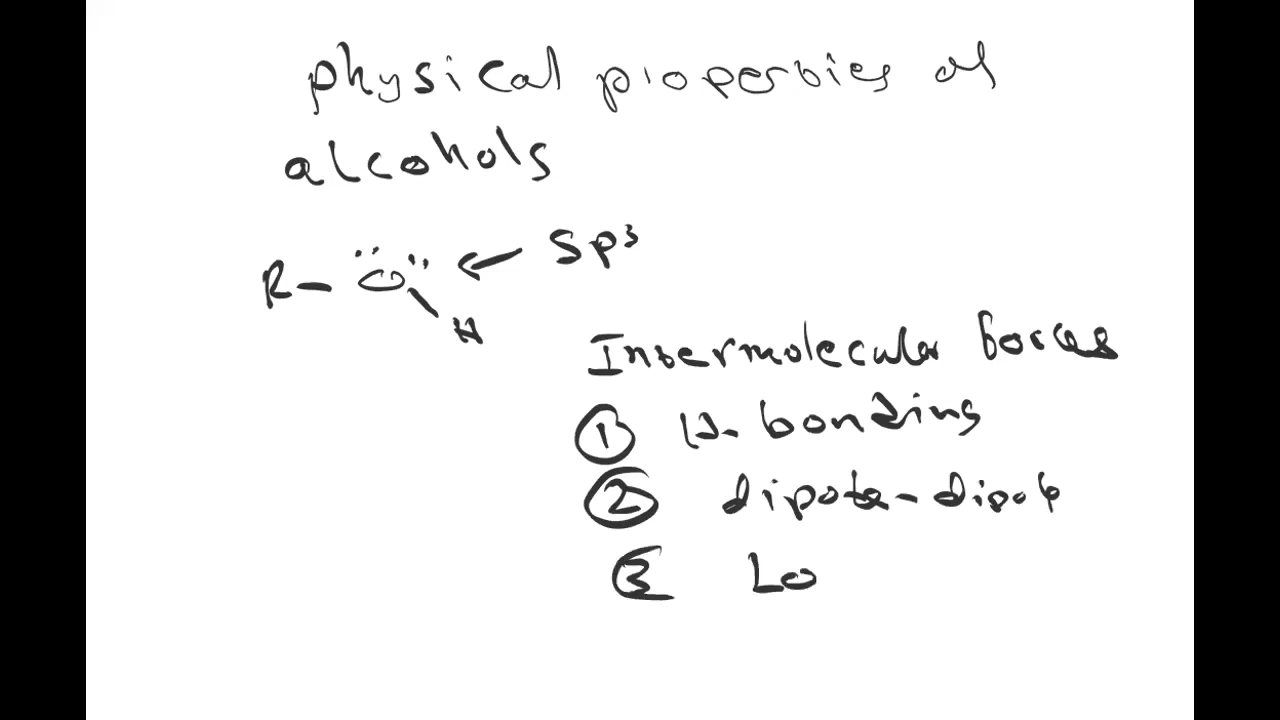 physical properties of
alcohols
R-Ö: ← Sp3
H
Intermolecular forces
① H-bonding
② dipole-dipole
③ Lo